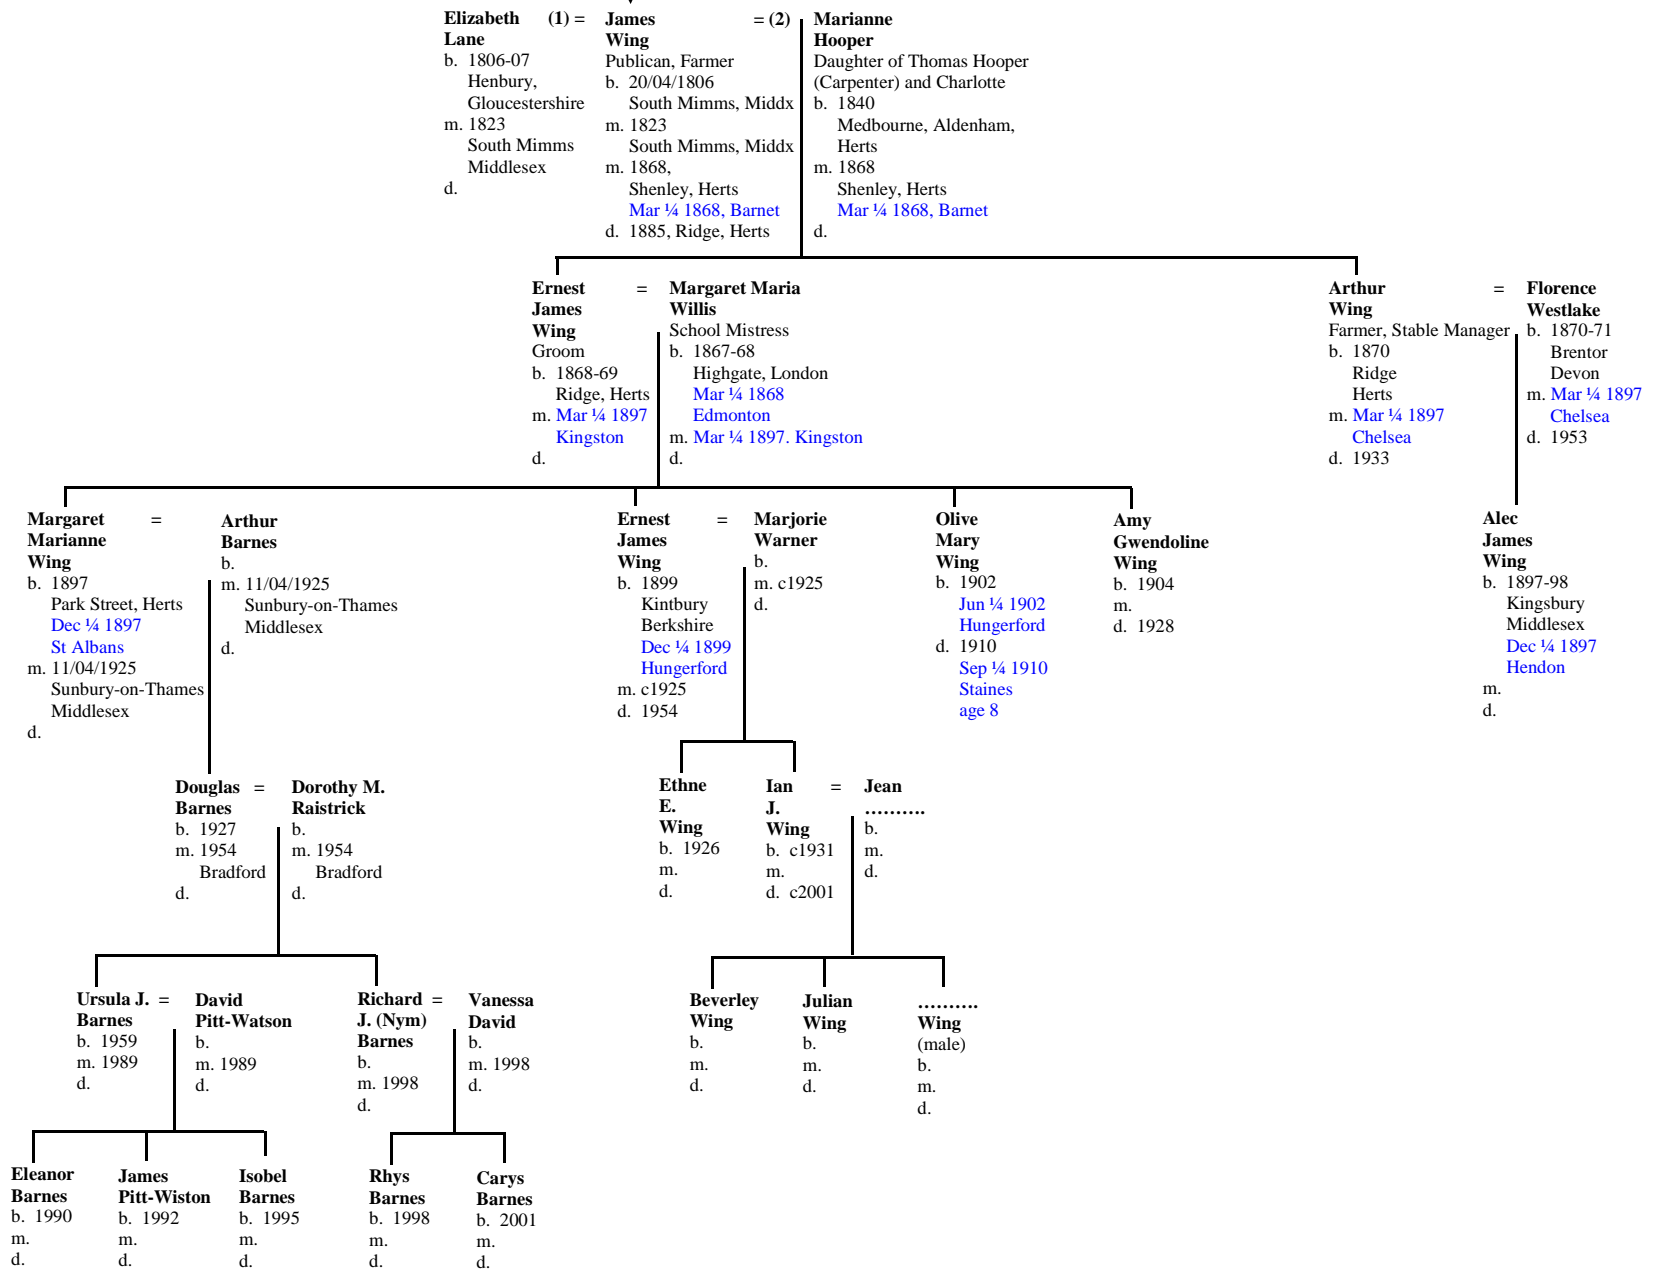 Elizabeth (1) =
Lane
b. 1806-07
Henbury,
Gloucestershire
m. 1823
South Mimms
Middlesex
d.
James = (2)
Wing
Publican, Farmer
b. 20/04/1806
South Mimms, Middx
m. 1823
South Mimms, Middx
m. 1868,
Shenley, Herts
Mar ¼ 1868, Barnet
d. 1885, Ridge, Herts
Marianne
Hooper
Daughter of Thomas Hooper
(Carpenter) and Charlotte
b. 1840
Medbourne, Aldenham,
Herts
m. 1868
Shenley, Herts
Mar ¼ 1868, Barnet
d.
Ernest =
James
Wing
Groom
b. 1868-69
Ridge, Herts
m. Mar ¼ 1897
Kingston
d.
Margaret Maria
Willis
School Mistress
b. 1867-68
Highgate, London
Mar ¼ 1868
Edmonton
m. Mar ¼ 1897. Kingston
d.
Arthur =
Wing
Farmer, Stable Manager
b. 1870
Ridge
Herts
m. Mar ¼ 1897
Chelsea
d. 1933
Florence
Westlake
b. 1870-71
Brentor
Devon
m. Mar ¼ 1897
Chelsea
d. 1953
Margaret =
Marianne
Wing
b. 1897
Park Street, Herts
Dec ¼ 1897
St Albans
m. 11/04/1925
Sunbury-on-Thames
Middlesex
d.
Arthur
Barnes
b.
m. 11/04/1925
Sunbury-on-Thames
Middlesex
d.
Ernest =
James
Wing
b. 1899
Kintbury
Berkshire
Dec ¼ 1899
Hungerford
m. c1925
d. 1954
Marjorie
Warner
b.
m. c1925
d.
Olive
Mary
Wing
b. 1902
Jun ¼ 1902
Hungerford
d. 1910
Sep ¼ 1910
Staines
age 8
Amy
Gwendoline
Wing
b. 1904
m.
d. 1928
Alec
James
Wing
b. 1897-98
Kingsbury
Middlesex
Dec ¼ 1897
Hendon
m.
d.
Douglas =
Barnes
b. 1927
m. 1954
Bradford
d.
Dorothy M.
Raistrick
b.
m. 1954
Bradford
d.
Ethne
E.
Wing
b. 1926
m.
d.
Ian =
J.
Wing
b. c1931
m.
d. c2001
Jean
……….
b.
m.
d.
Ursula J. =
Barnes
b. 1959
m. 1989
d.
David
Pitt-Watson
b.
m. 1989
d.
Richard =
J. (Nym)
Barnes
b.
m. 1998
d.
Vanessa
David
b.
m. 1998
d.
Beverley
Wing
b.
m.
d.
Julian
Wing
b.
m.
d.
……….
Wing
(male)
b.
m.
d.
Eleanor
Barnes
b. 1990
m.
d.
James
Pitt-Wiston
b. 1992
m.
d.
Isobel
Barnes
b. 1995
m.
d.
Rhys
Barnes
b. 1998
m.
d.
Carys
Barnes
b. 2001
m.
d.